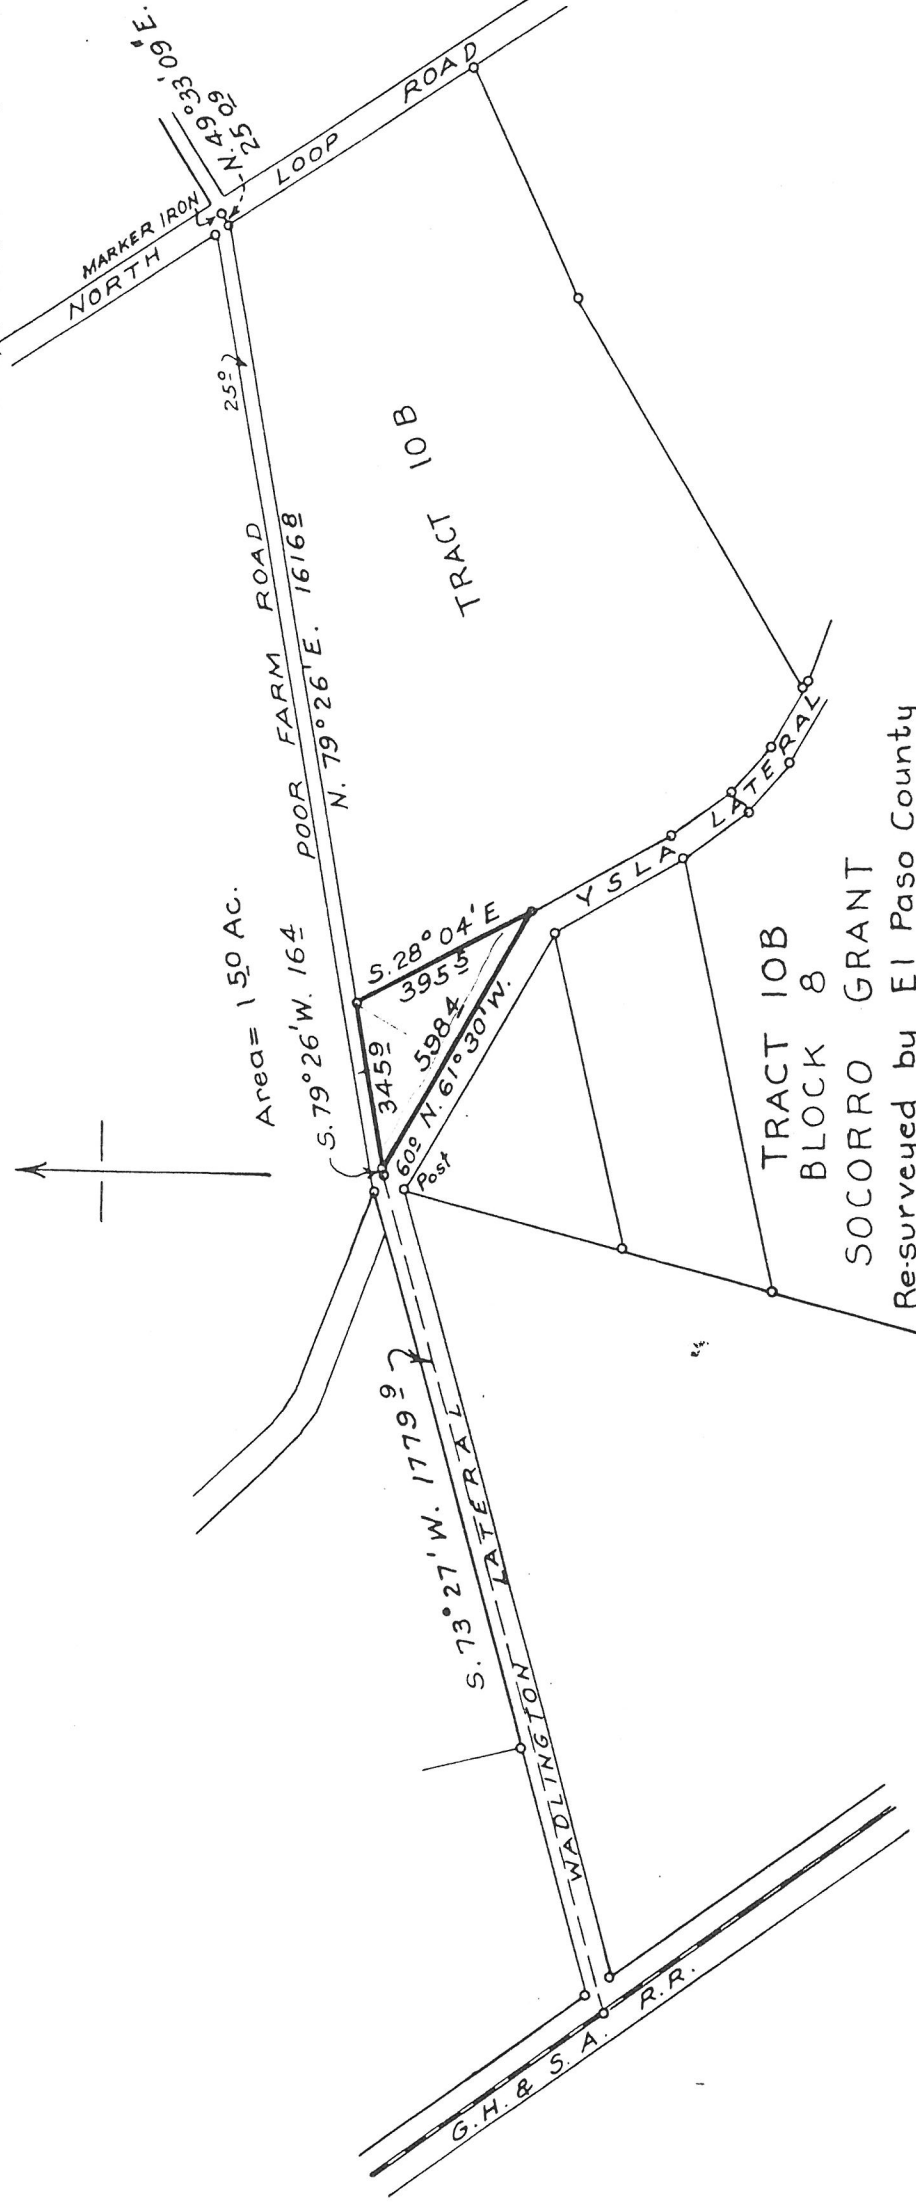 N. 49°33'09"E.
25 09
MARKER IRON
NORTH LOOP ROAD
25 0
POOR FARM ROAD
N. 79°26'E. 1616 8
TRACT 10B
Area = 1 50 Ac.
S. 79°26'W. 16 4
345 9
S. 28°04'E
395 5
598 4
N. 61°30'W.
Post
YSLA LATERAL
S. 73°27'W. 1779 9
WADLINGTON LATERAL
G.H. & S.A. R.R.
TRACT 10B
BLOCK 8
SOCORRO GRANT
Re-surveyed by El Paso County